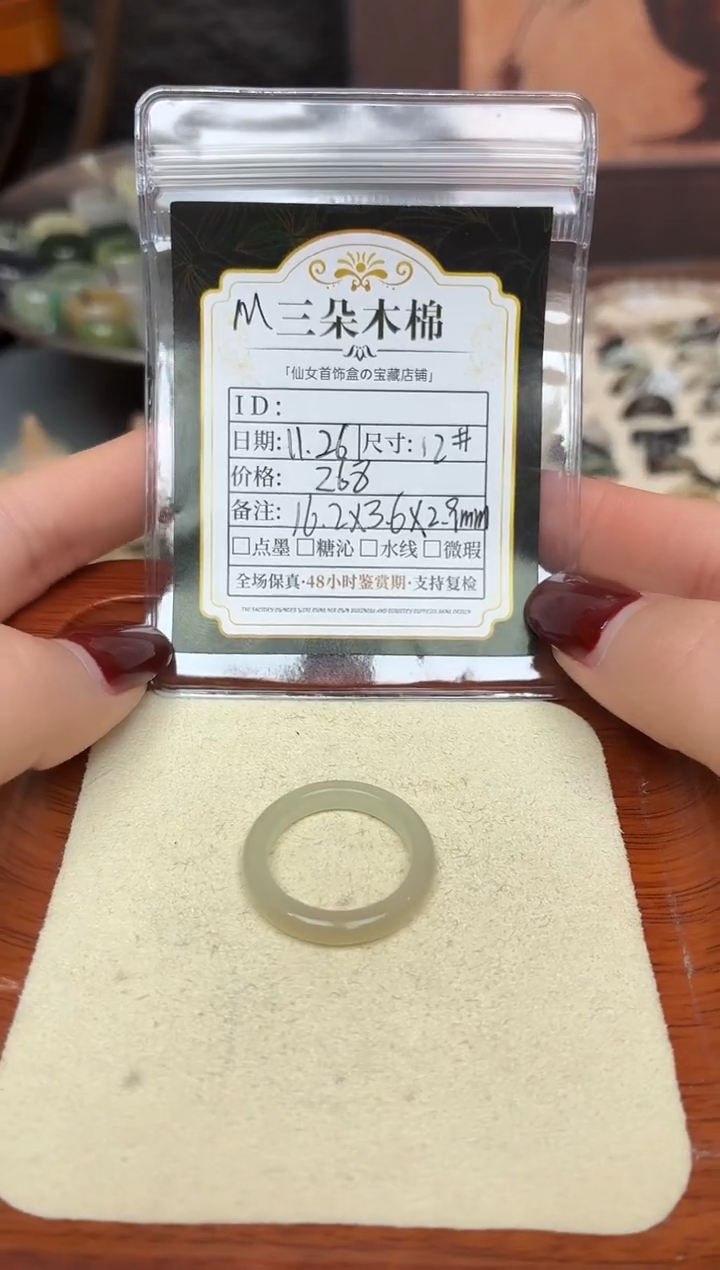 M 三朵木棉
「仙女首饰盒の宝藏店铺」
ID:
日期: 11.26 尺寸: 12#
价格: 268
备注: 16.2X3.6X2.9mm
□点墨 □糖沁 □水线 □微瑕
全场保真·48小时鉴赏期·支持复检